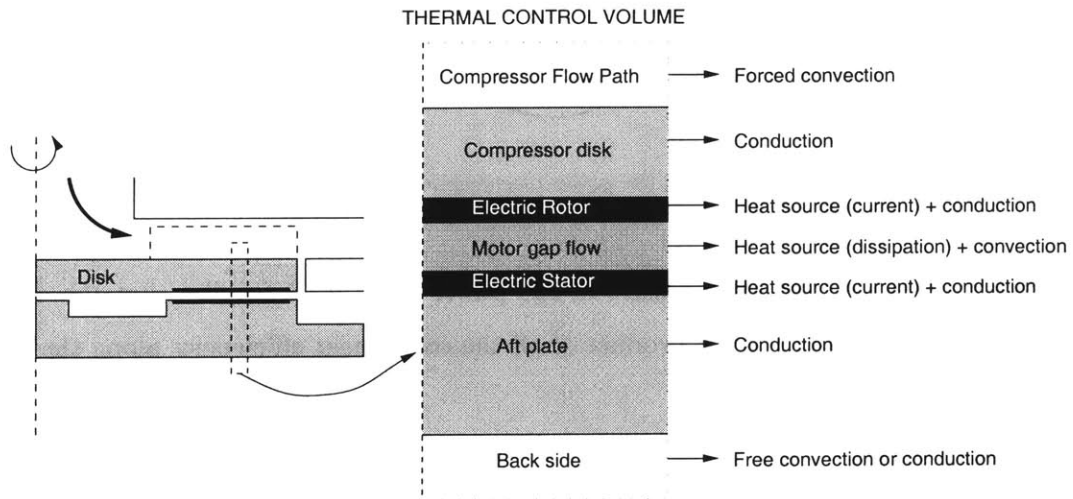 THERMAL CONTROL VOLUME
Compressor Flow Path
Forced convection
Compressor disk
Conduction
Electric Rotor
Heat source (current) + conduction
Motor gap flow
Heat source (dissipation) + convection
Disk
Electric Stator
Heat source (current) + conduction
Aft plate
Conduction
Back side
Free convection or conduction